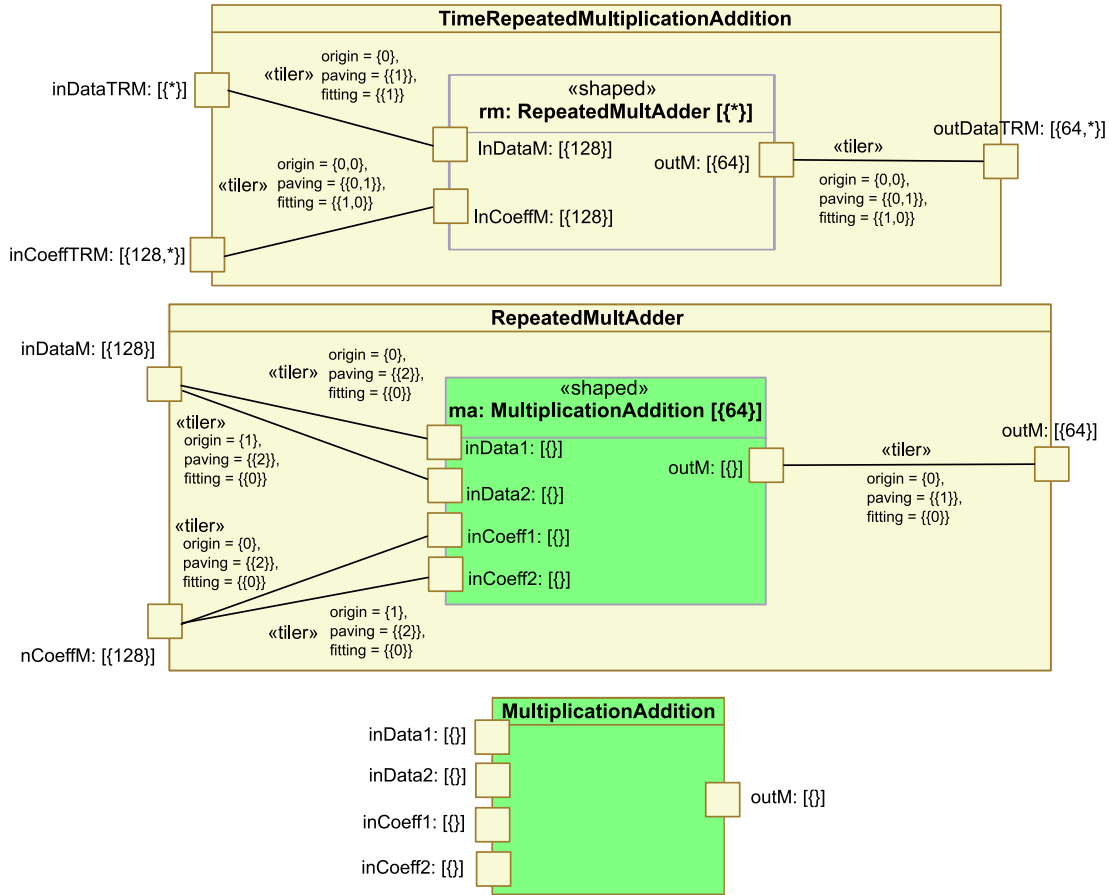 TimeRepeatedMultiplicationAddition
inDataTRM: [{*}]
«tiler»
origin = {0},
paving = {{1}},
fitting = {{1}}
«shaped»
rm: RepeatedMultAdder [{*}]
InDataM: [{128}]
outM: [{64}]
InCoeffM: [{128}]
«tiler»
origin = {0,0},
paving = {{0,1}},
fitting = {{1,0}}
inCoeffTRM: [{128,*}]
outDataTRM: [{64,*}]
«tiler»
origin = {0,0},
paving = {{0,1}},
fitting = {{1,0}}
RepeatedMultAdder
inDataM: [{128}]
«tiler»
origin = {0},
paving = {{2}},
fitting = {{0}}
«tiler»
origin = {1},
paving = {{2}},
fitting = {{0}}
«shaped»
ma: MultiplicationAddition [{64}]
inData1: [{}]
outM: [{}]
inData2: [{}]
inCoeff1: [{}]
inCoeff2: [{}]
«tiler»
origin = {0},
paving = {{2}},
fitting = {{0}}
«tiler»
origin = {1},
paving = {{2}},
fitting = {{0}}
nCoeffM: [{128}]
outM: [{64}]
«tiler»
origin = {0},
paving = {{1}},
fitting = {{0}}
MultiplicationAddition
inData1: [{}]
inData2: [{}]
inCoeff1: [{}]
inCoeff2: [{}]
outM: [{}]